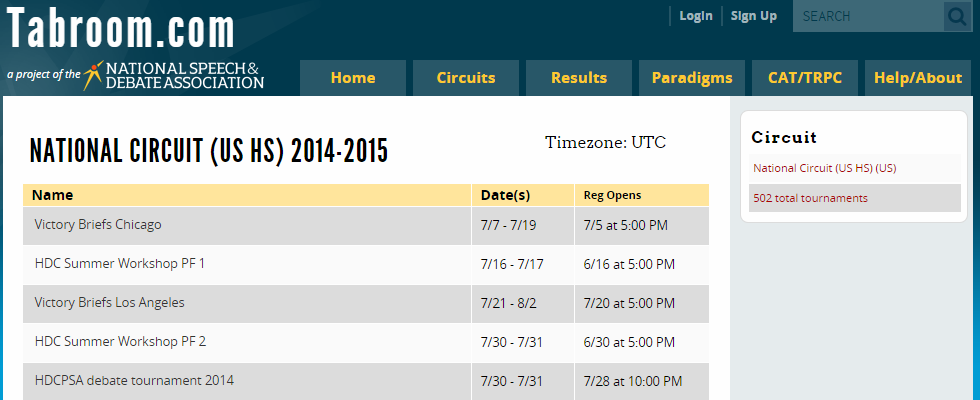 Tabroom.com
Login Sign Up SEARCH
a project of the NATIONAL SPEECH &
DEBATE ASSOCIATION
Home Circuits Results Paradigms CAT/TRPC Help/About
NATIONAL CIRCUIT (US HS) 2014-2015 Timezone: UTC
Name Date(s) Reg Opens
Victory Briefs Chicago 7/7 - 7/19 7/5 at 5:00 PM
HDC Summer Workshop PF 1 7/16 - 7/17 6/16 at 5:00 PM
Victory Briefs Los Angeles 7/21 - 8/2 7/20 at 5:00 PM
HDC Summer Workshop PF 2 7/30 - 7/31 6/30 at 5:00 PM
HDCPSA debate tournament 2014 7/30 - 7/31 7/28 at 10:00 PM
Circuit
National Circuit (US HS) (US)
502 total tournaments